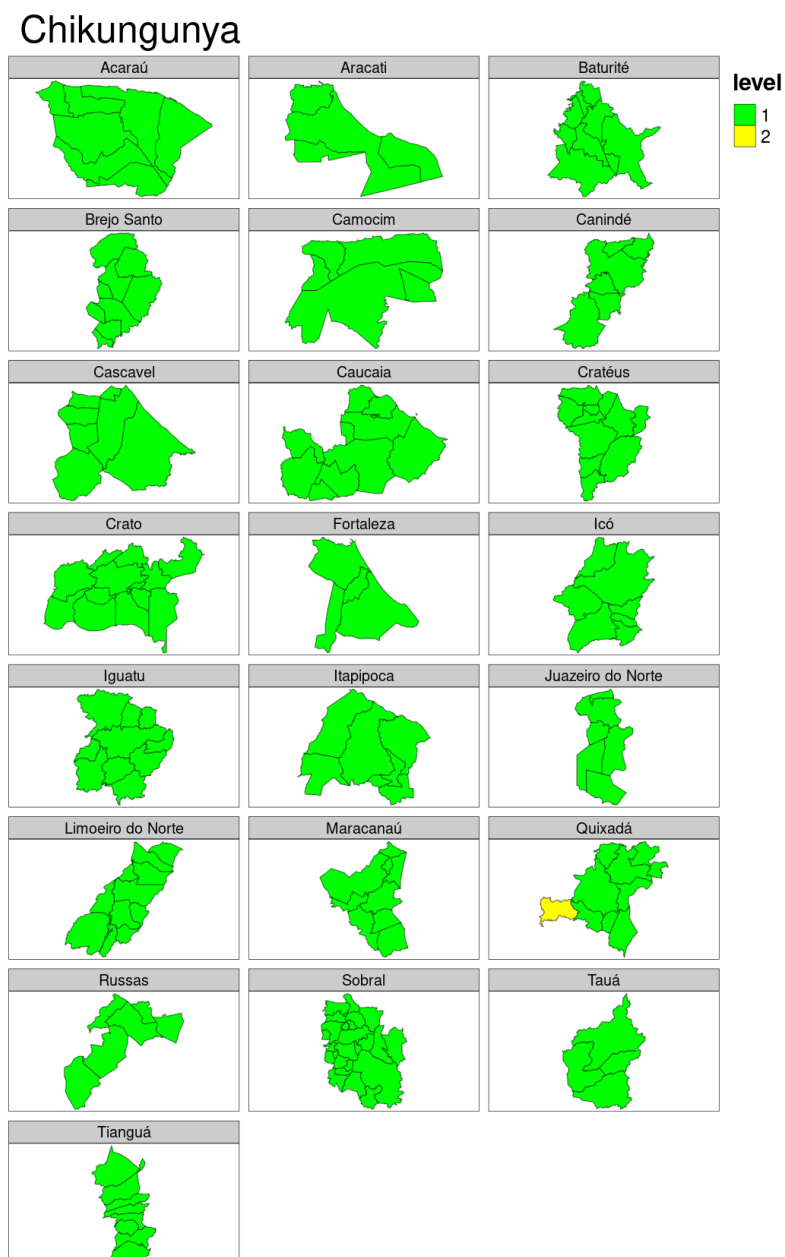 Chikungunya
Acaraú
Aracati
Baturité
level
1
2
Brejo Santo
Camocim
Canindé
Cascavel
Caucaia
Cratéus
Crato
Fortaleza
Icó
Iguatu
Itapipoca
Juazeiro do Norte
Limoeiro do Norte
Maracanaú
Quixadá
Russas
Sobral
Tauá
Tianguá